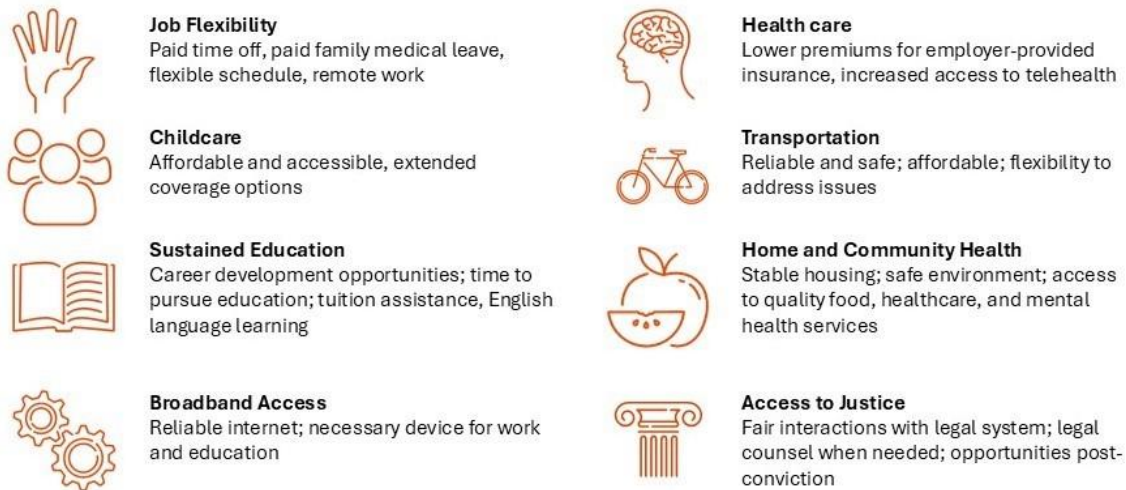 Job Flexibility
Paid time off, paid family medical leave,
flexible schedule, remote work
Health care
Lower premiums for employer-provided
insurance, increased access to telehealth
Childcare
Affordable and accessible, extended
coverage options
Transportation
Reliable and safe; affordable; flexibility to
address issues
Sustained Education
Career development opportunities; time to
pursue education; tuition assistance, English
language learning
Home and Community Health
Stable housing; safe environment; access
to quality food, healthcare, and mental
health services
Broadband Access
Reliable internet; necessary device for work
and education
Access to Justice
Fair interactions with legal system; legal
counsel when needed; opportunities post-
conviction